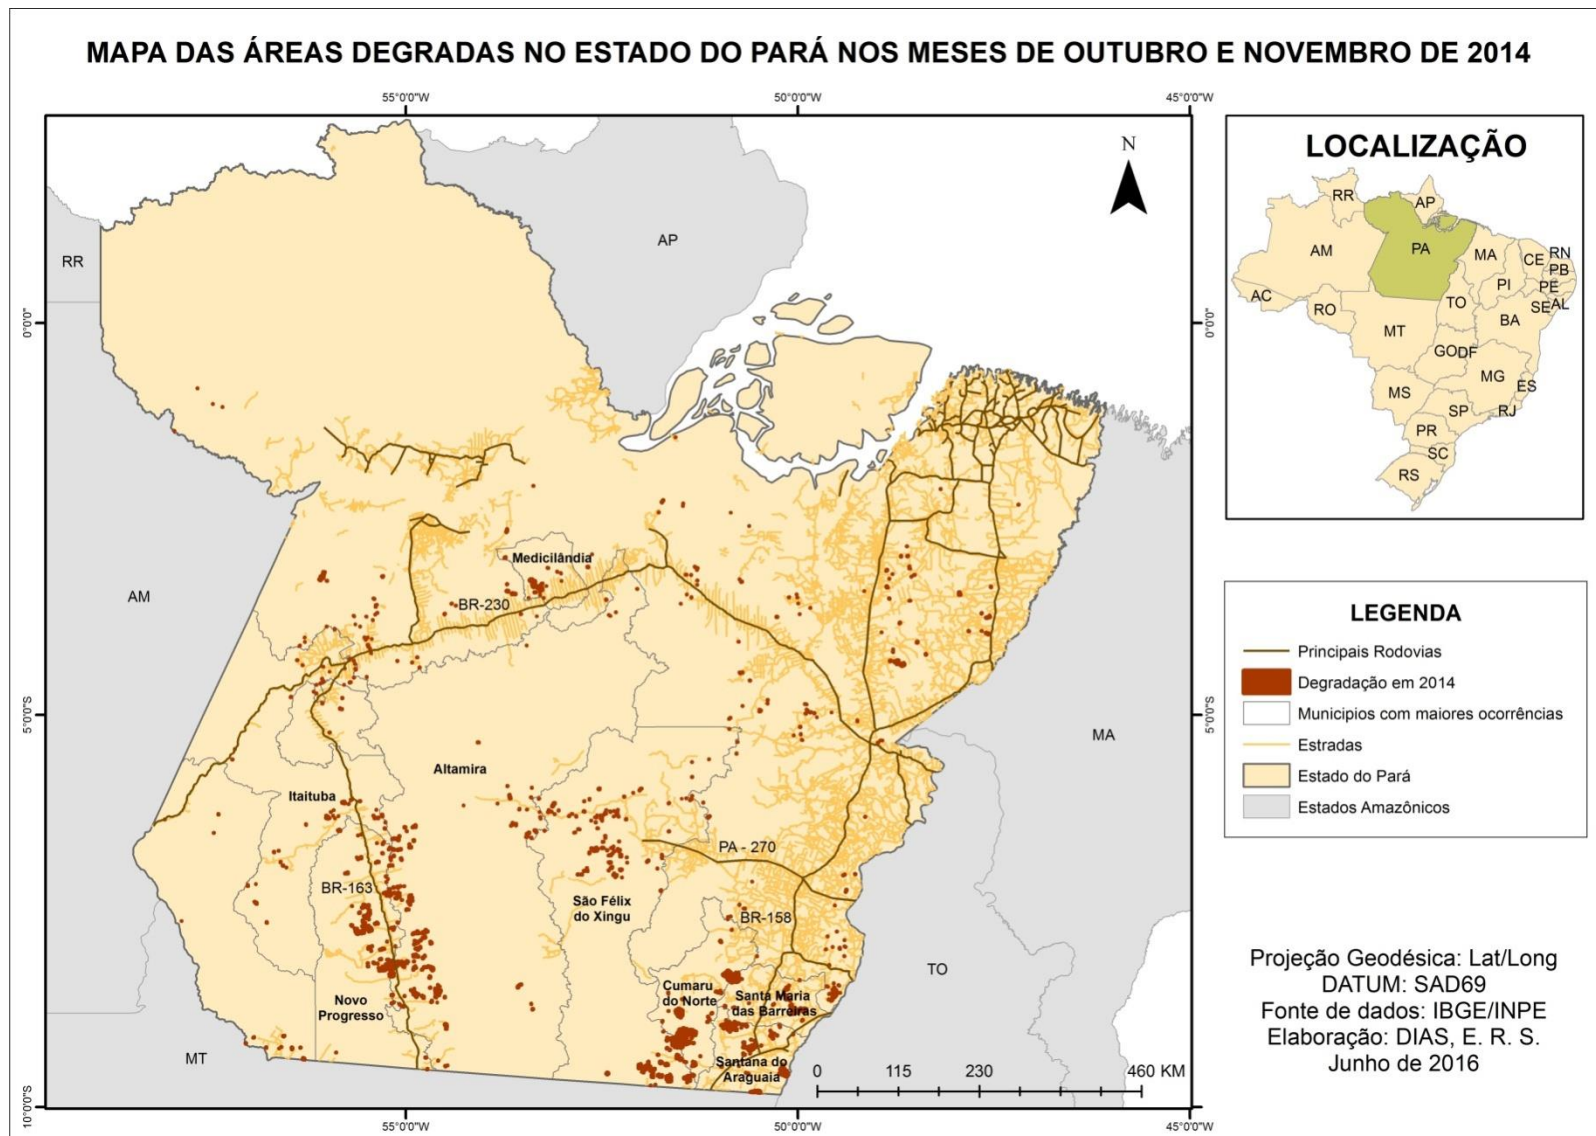 MAPA DAS ÁREAS DEGRADAS NO ESTADO DO PARÁ NOS MESES DE OUTUBRO E NOVEMBRO DE 2014
55°0'0"W
50°0'0"W
45°0'0"W
0°0'0"
5°0'0"S
10°0'0"S
N
RR
AP
AM
MA
TO
MT
Medicilândia
BR-230
Altamira
Itaituba
PA - 270
BR-163
São Félix
do Xingu
BR-158
Novo
Progresso
Cumaru
do Norte
Santa Maria
das Barreiras
Santana do
Araguaia
0 115 230 460 KM
0°0'0"
5°0'0"S
55°0'0"W
50°0'0"W
45°0'0"W
LOCALIZAÇÃO
RR
AP
AM
PA
MA
CE
RN
PB
PI
PE
AC
TO
SE
AL
RO
BA
MT
GO
DF
MG
ES
MS
SP
RJ
PR
SC
RS
LEGENDA
Principais Rodovias
Degradação em 2014
Municipios com maiores ocorrências
Estradas
Estado do Pará
Estados Amazônicos
Projeção Geodésica: Lat/Long
DATUM: SAD69
Fonte de dados: IBGE/INPE
Elaboração: DIAS, E. R. S.
Junho de 2016